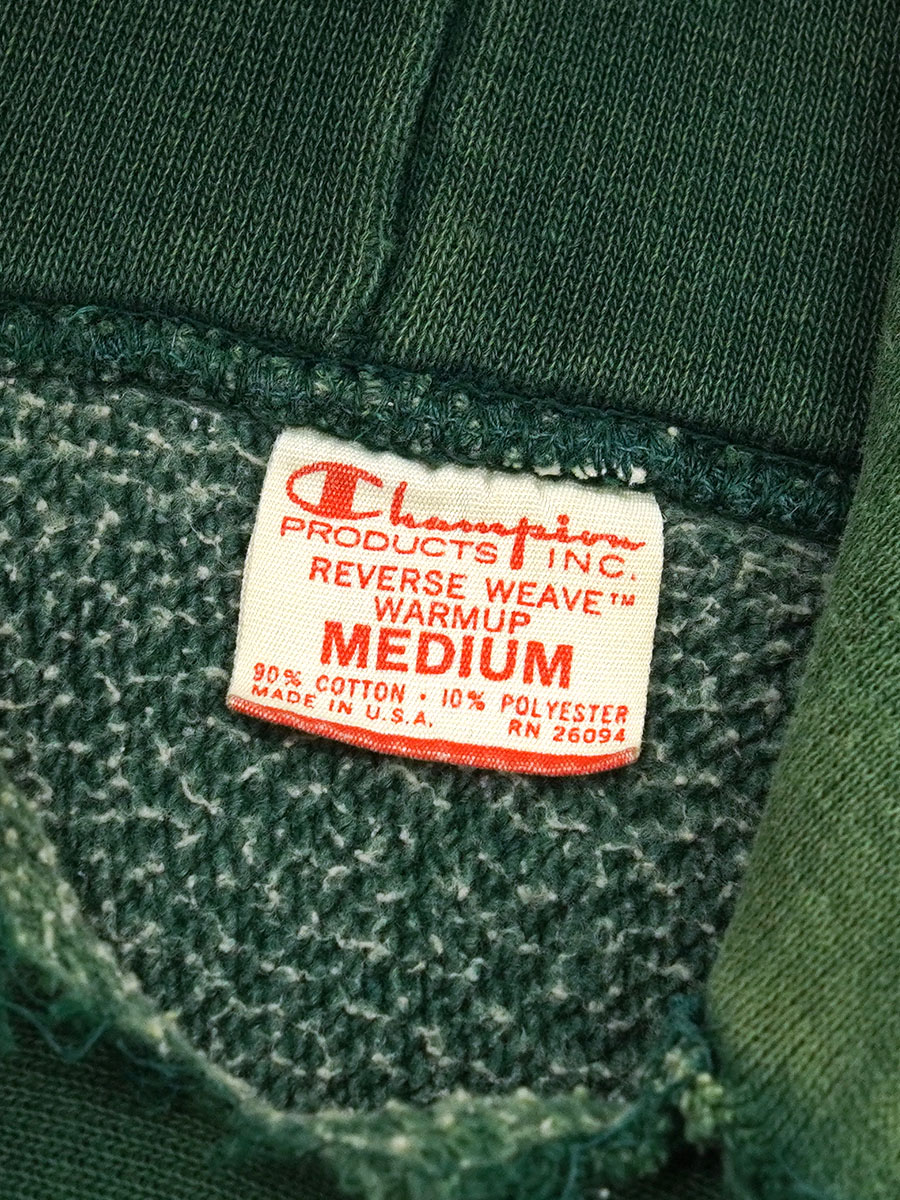 Champion
PRODUCTS INC.
REVERSE WEAVE™
WARMUP
MEDIUM
90% COTTON • 10% POLYESTER
MADE IN U.S.A. RN 26094